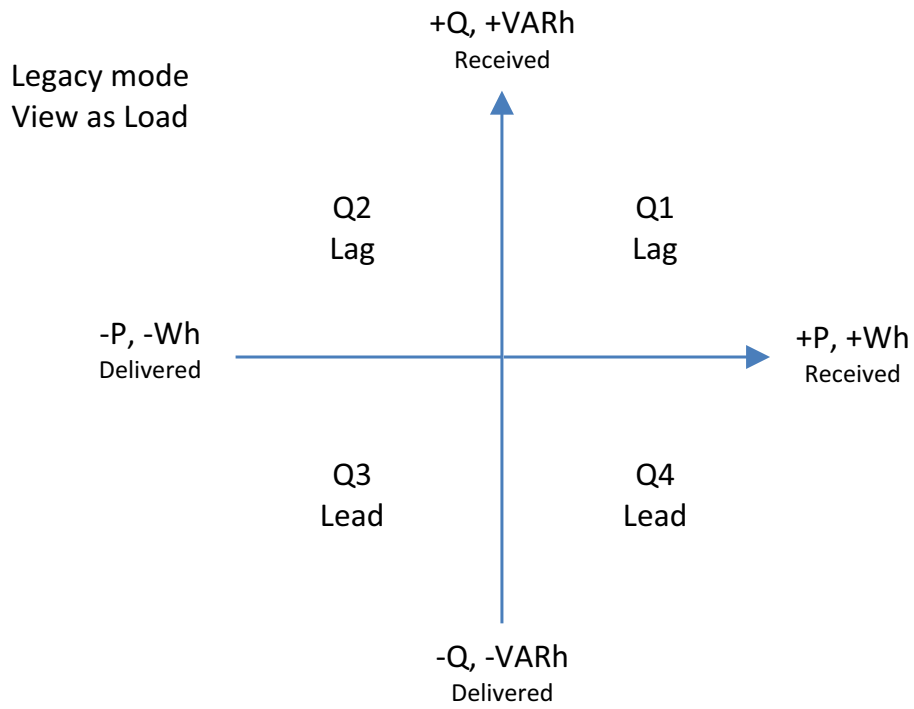 +Q, +VARh
Received
Legacy mode
View as Load
Q2
Lag
Q1
Lag
-P, -Wh
Delivered
+P, +Wh
Received
Q3
Lead
Q4
Lead
-Q, -VARh
Delivered